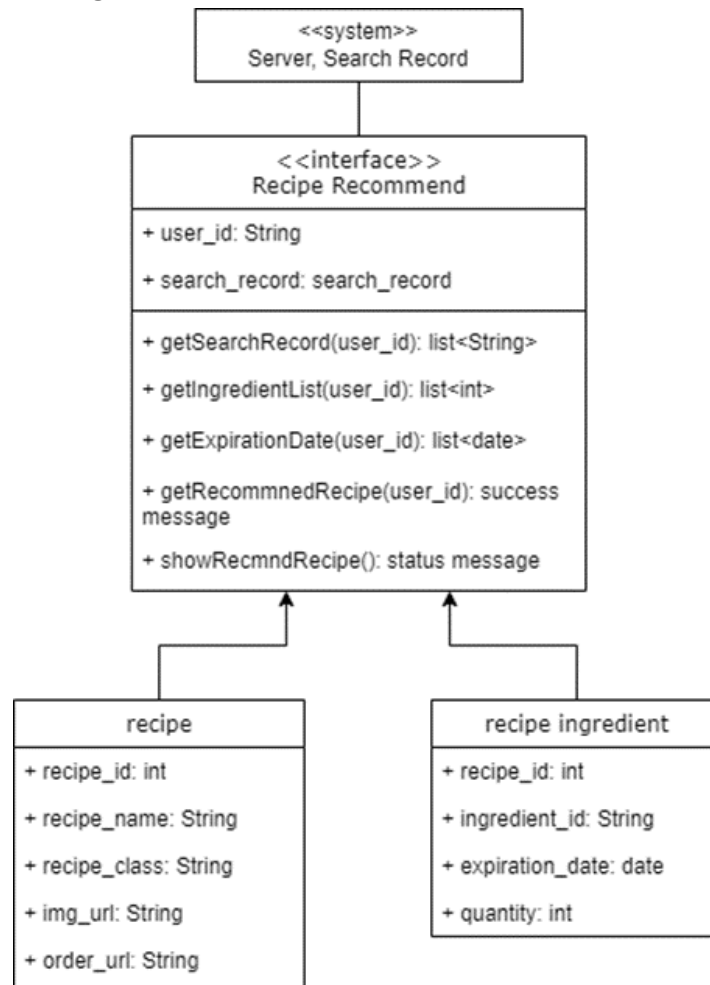 <<system>>
Server, Search Record
<<interface>>
Recipe Recommend
+ user_id: String
+ search_record: search_record
+ getSearchRecord(user_id): list<String>
+ getIngredientList(user_id): list<int>
+ getExpirationDate(user_id): list<date>
+ getRecommnedRecipe(user_id): success
message
+ showRecmndRecipe(): status message
recipe
+ recipe_id: int
+ recipe_name: String
+ recipe_class: String
+ img_url: String
+ order_url: String
recipe ingredient
+ recipe_id: int
+ ingredient_id: String
+ expiration_date: date
+ quantity: int